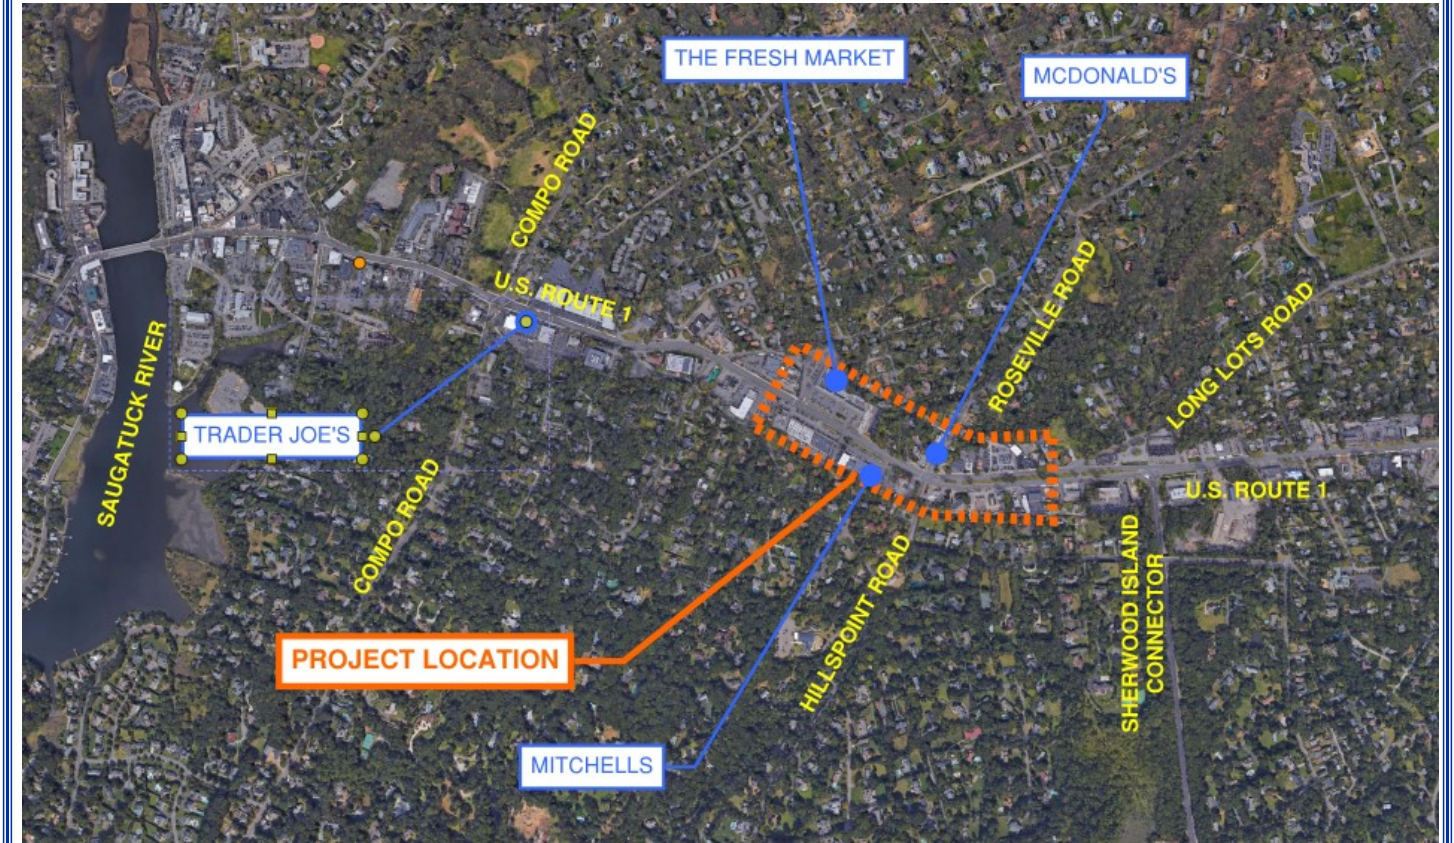 THE FRESH MARKET
MCDONALD'S
COMPO ROAD
U.S. ROUTE 1
ROSEVILLE ROAD
LONG LOTS ROAD
SAUGATUCK RIVER
TRADER JOE'S
COMPO ROAD
U.S. ROUTE 1
HILLSPOINT ROAD
SHERWOOD ISLAND
CONNECTOR
PROJECT LOCATION
MITCHELLS